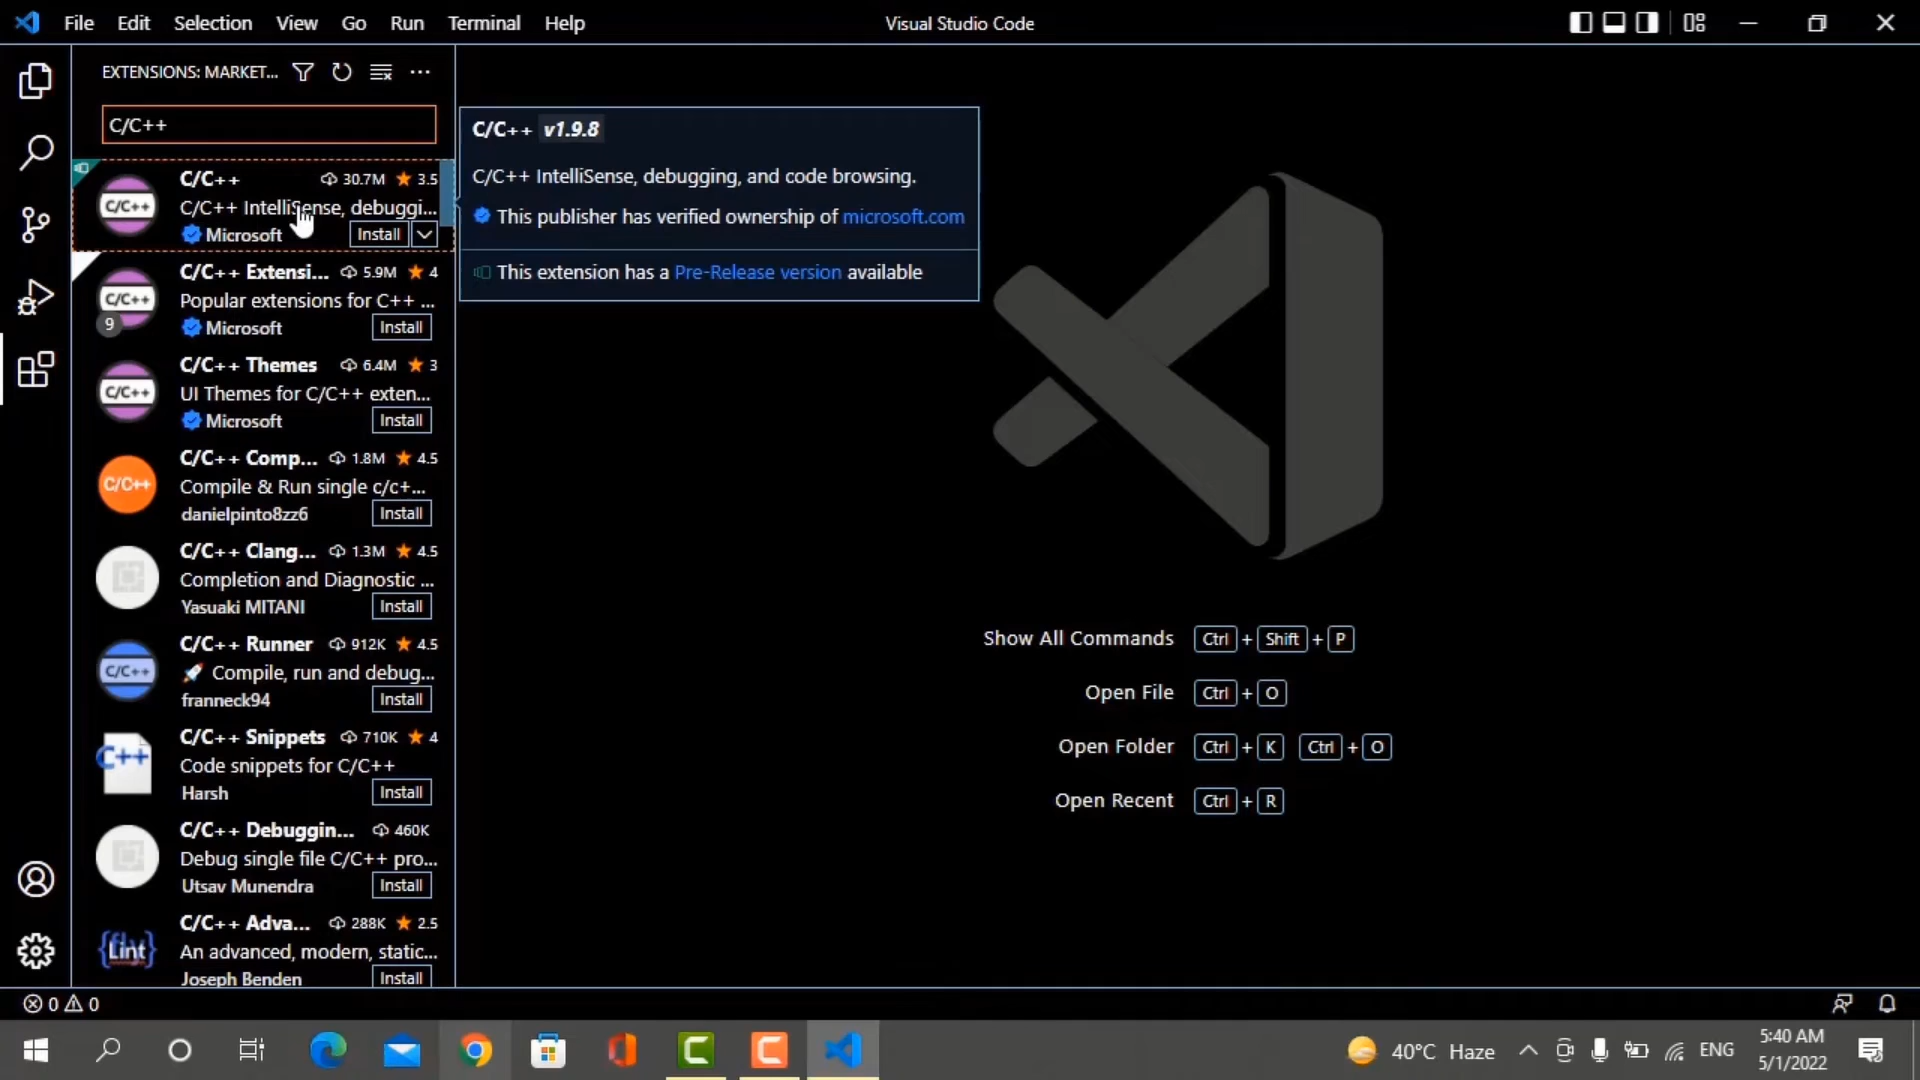 File Edit Selection View Go Run Terminal Help
Visual Studio Code
EXTENSIONS: MARKET...
C/C++
C/C++ 30.7M 3.5
C/C++ IntelliSense, debuggi...
Microsoft Install
C/C++ Extensi... 5.9M 4
Popular extensions for C++ ...
9
Microsoft Install
C/C++ Themes 6.4M 3
UI Themes for C/C++ exten...
Microsoft Install
C/C++ Comp... 1.8M 4.5
Compile & Run single c/c+...
danielpinto8zz6 Install
C/C++ Clang... 1.3M 4.5
Completion and Diagnostic ...
Yasuaki MITANI Install
C/C++ Runner 912K 4.5
🚀 Compile, run and debug...
franneck94 Install
C/C++ Snippets 710K 4
Code snippets for C/C++
Harsh Install
C/C++ Debuggin... 460K
Debug single file C/C++ pro...
Utsav Munendra Install
C/C++ Adva... 288K 2.5
An advanced, modern, static...
Joseph Benden Install
C/C++
C/C++
C/C++
C/C++
C/C++
C++
{fly}
Lint
C/C++ v1.9.8
C/C++ IntelliSense, debugging, and code browsing.
This publisher has verified ownership of microsoft.com
This extension has a Pre-Release version available
Show All Commands Ctrl + Shift + P
Open File Ctrl + O
Open Folder Ctrl + K Ctrl + O
Open Recent Ctrl + R
0 0
40°C Haze ENG 5:40 AM
5/1/2022